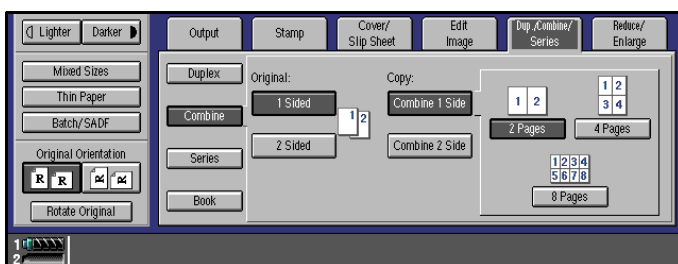 Lighter
Darker
Mixed Sizes
Thin Paper
Batch/SADF
Original Orientation
R R
R R
Rotate Original
Output
Stamp
Cover/
Slip Sheet
Edit
Image
Dup./Combine/
Series
Reduce/
Enlarge
Duplex
Combine
Series
Book
Original:
1 Sided
2 Sided
1 2
Copy:
Combine 1 Side
Combine 2 Side
1 2
2 Pages
1 2
3 4
4 Pages
1 2 3 4
5 6 7 8
8 Pages
1
2